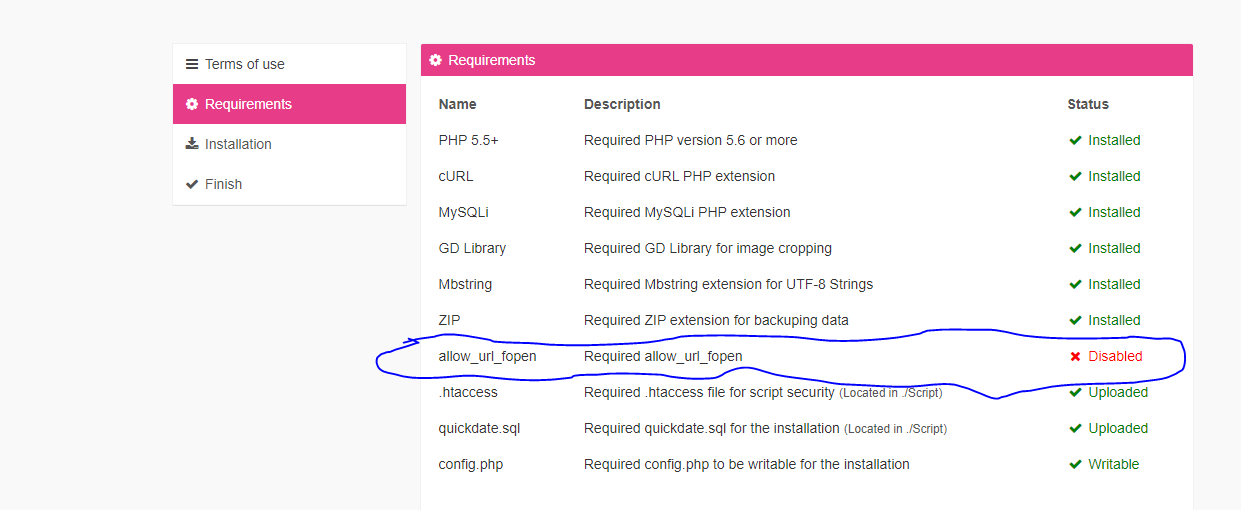 Terms of use
Requirements
Installation
Finish
Requirements
Name Description Status
PHP 5.5+ Required PHP version 5.6 or more Installed
cURL Required cURL PHP extension Installed
MySQLi Required MySQLi PHP extension Installed
GD Library Required GD Library for image cropping Installed
Mbstring Required Mbstring extension for UTF-8 Strings Installed
ZIP Required ZIP extension for backuping data Installed
allow_url_fopen Required allow_url_fopen Disabled
.htaccess Required .htaccess file for script security (Located in ./Script) Uploaded
quickdate.sql Required quickdate.sql for the installation (Located in ./Script) Uploaded
config.php Required config.php to be writable for the installation Writable